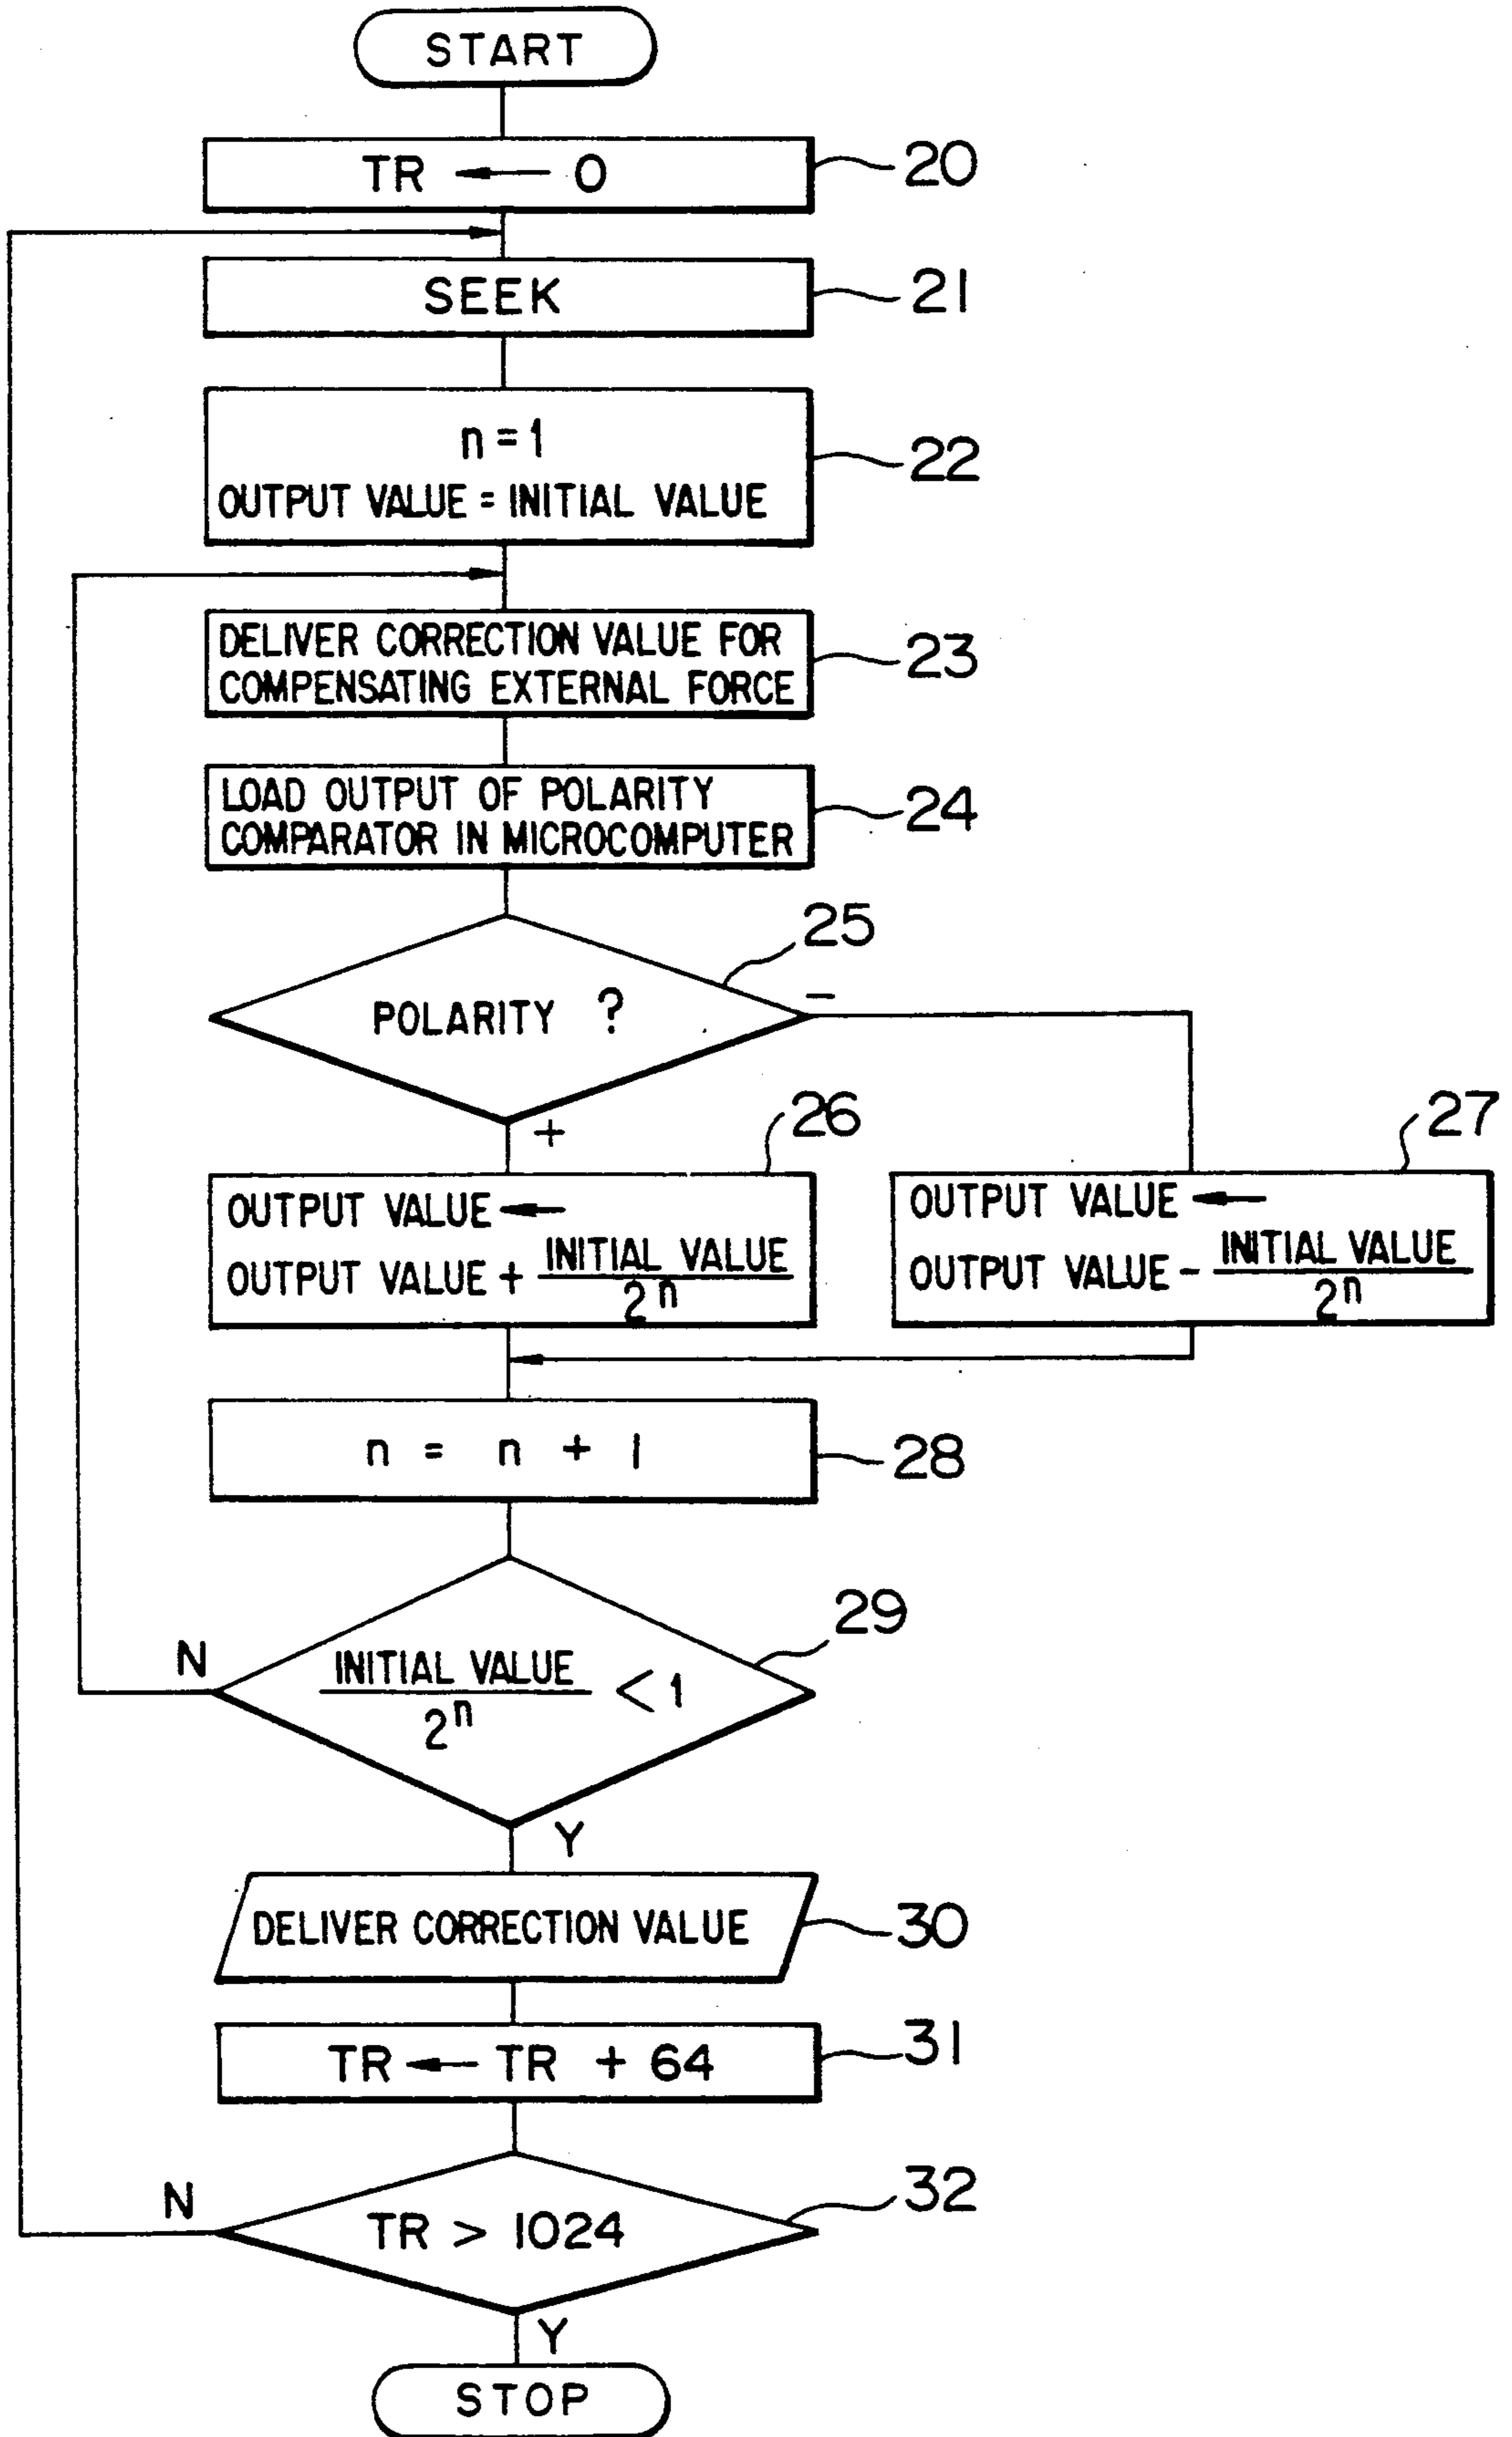 START
TR ← 0
20
SEEK
21
n = 1
OUTPUT VALUE = INITIAL VALUE
22
DELIVER CORRECTION VALUE FOR
COMPENSATING EXTERNAL FORCE
23
LOAD OUTPUT OF POLARITY
COMPARATOR IN MICROCOMPUTER
24
25
POLARITY ?
−
+
26
OUTPUT VALUE ←
OUTPUT VALUE + INITIAL VALUE
2^n
27
OUTPUT VALUE ←
OUTPUT VALUE − INITIAL VALUE
2^n
n = n + 1
28
29
N
INITIAL VALUE
2^n
< 1
Y
DELIVER CORRECTION VALUE
30
TR ← TR + 64
31
N
TR > 1024
32
Y
STOP